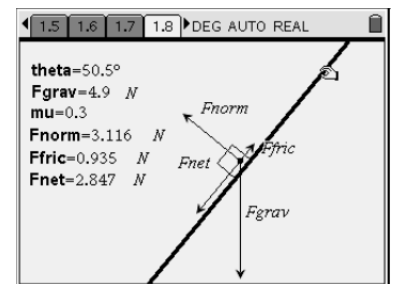 1.5 1.6 1.7 1.8 DEG AUTO REAL
theta=50.5°
Fgrav=4.9 N
mu=0.3
Fnorm=3.116 N
Ffric=0.935 N
Fnet=2.847 N
Fnorm
Ffric
Fnet
Fgrav